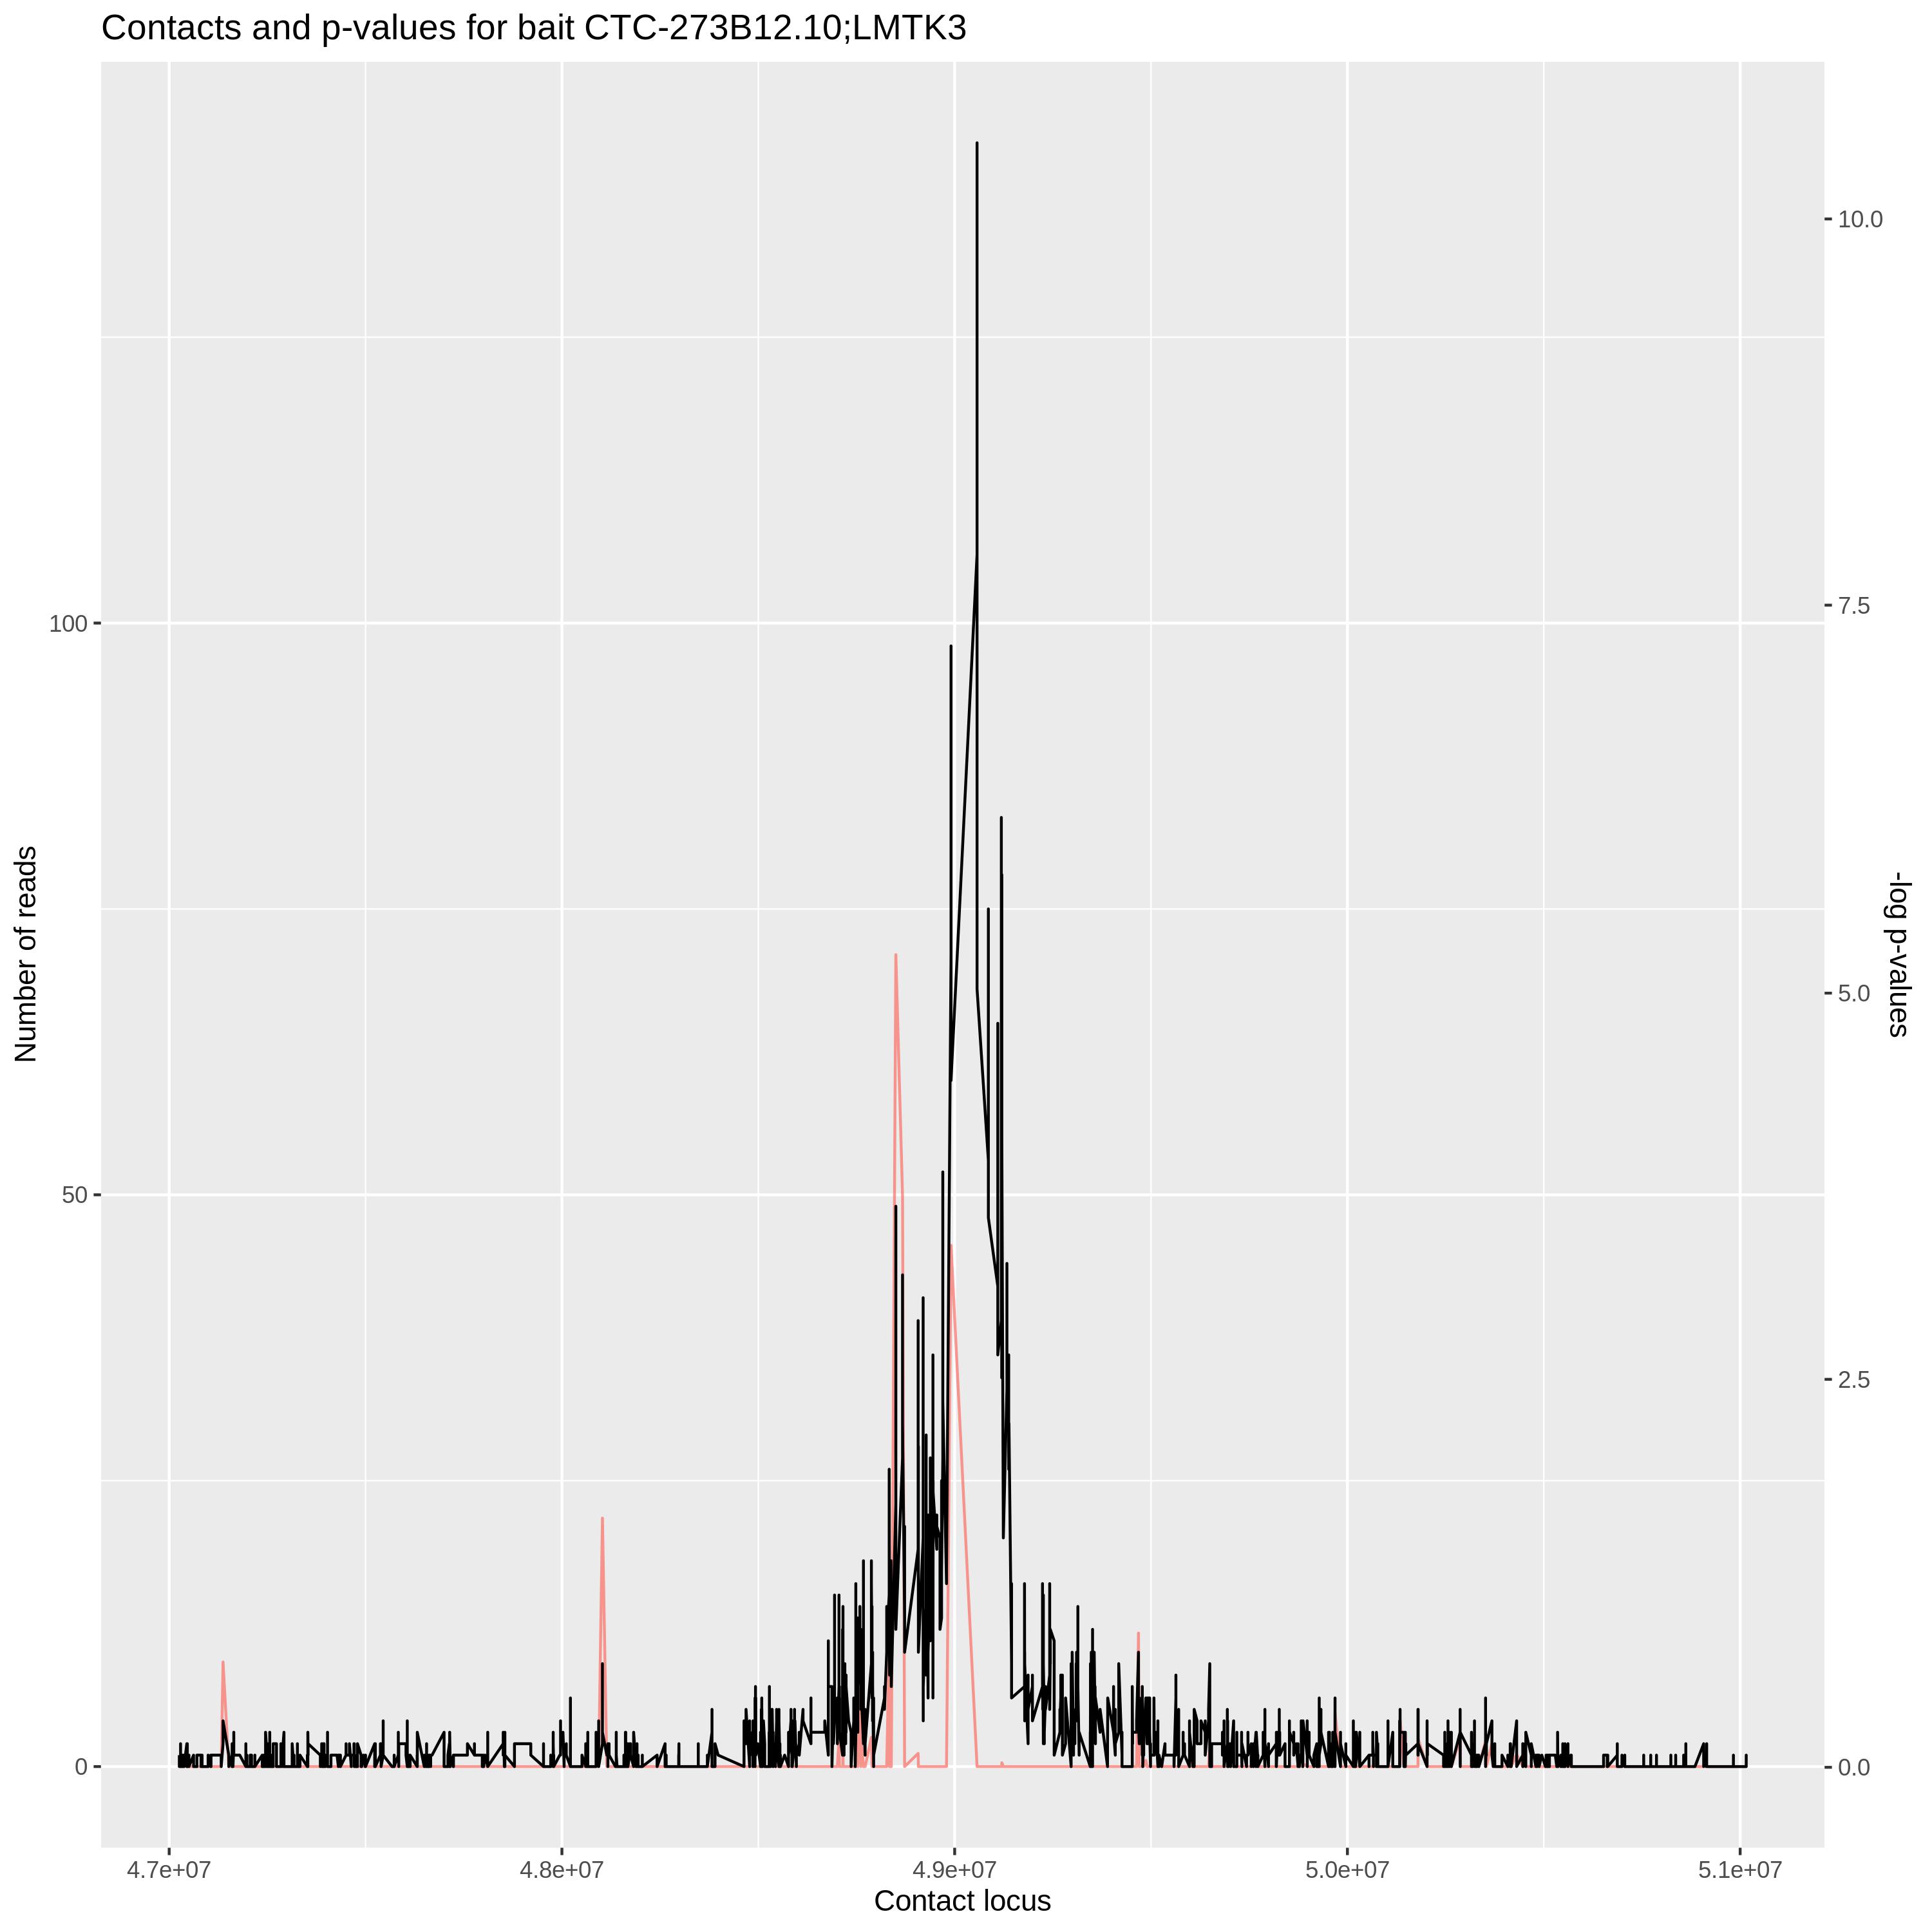 Contacts and p-values for bait CTC-273B12.10;LMTK3
Number of reads
100
50
0
10.0
7.5
5.0
2.5
0.0
-log p-values
4.7e+07
4.8e+07
4.9e+07
5.0e+07
5.1e+07
Contact locus